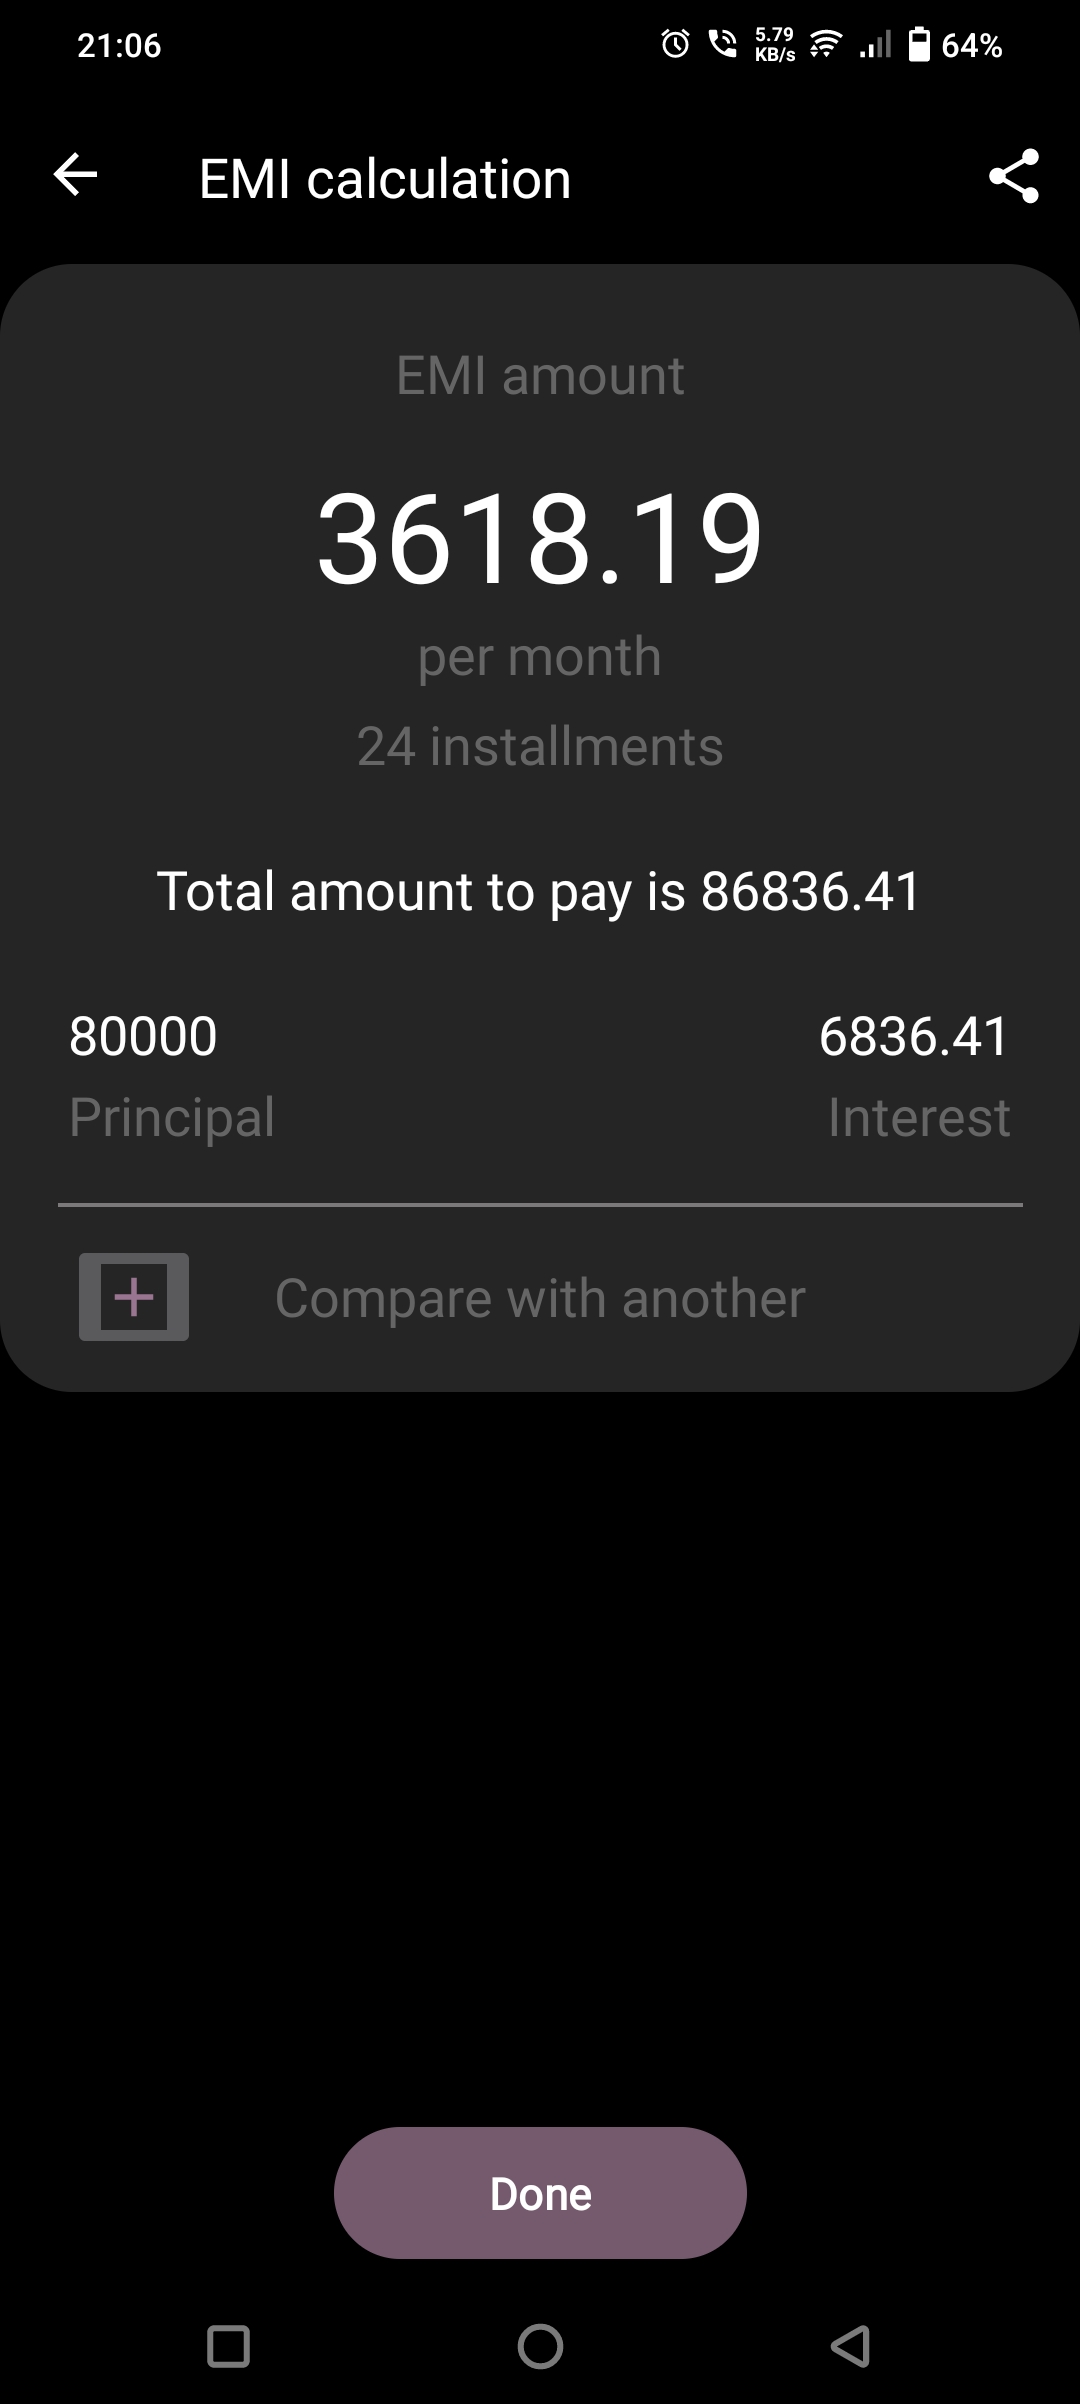 21:06
5.79
KB/s
64%
EMI calculation
EMI amount
3618.19
per month
24 installments
Total amount to pay is 86836.41
80000
6836.41
Principal
Interest
Compare with another
Done